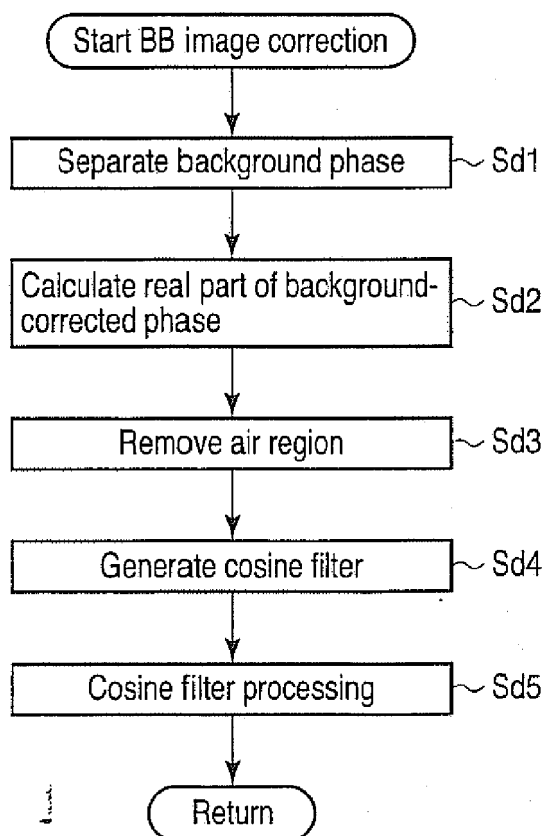 Start BB image correction
Separate background phase
Sd1
Calculate real part of background-
corrected phase
Sd2
Remove air region
Sd3
Generate cosine filter
Sd4
Cosine filter processing
Sd5
Return